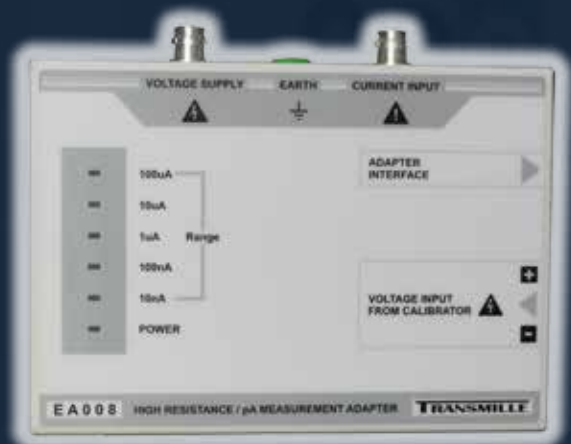 VOLTAGE SUPPLY EARTH CURRENT INPUT
100uA
10uA
1uA Range
100nA
10nA
POWER
ADAPTER
INTERFACE
+
VOLTAGE INPUT
FROM CALIBRATOR
-
EA008 HIGH RESISTANCE / pA MEASUREMENT ADAPTER TRANSMILLE